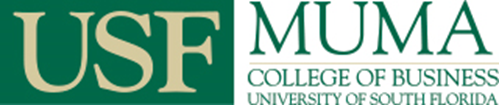 USF
MUMA
COLLEGE OF BUSINESS
UNIVERSITY OF SOUTH FLORIDA